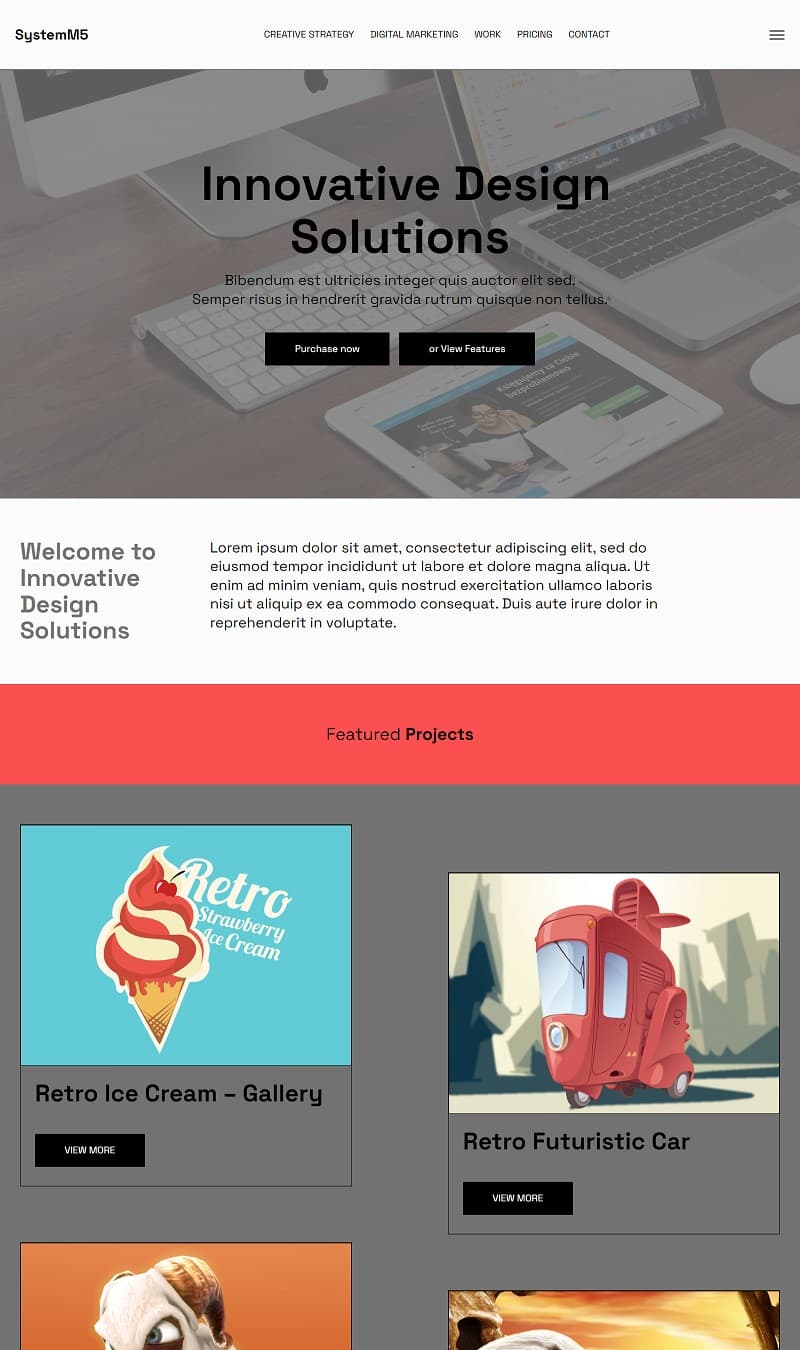 SystemM5
CREATIVE STRATEGY DIGITAL MARKETING WORK PRICING CONTACT
Innovative Design
Solutions
Bibendum est ultricies integer quis auctor elit sed.
Semper risus in hendrerit gravida rutrum quisque non tellus.
Purchase now
or View Features
Księgujemy za Ciebie
bezproblemowo
Welcome to
Innovative
Design
Solutions
Lorem ipsum dolor sit amet, consectetur adipiscing elit, sed do
eiusmod tempor incididunt ut labore et dolore magna aliqua. Ut
enim ad minim veniam, quis nostrud exercitation ullamco laboris
nisi ut aliquip ex ea commodo consequat. Duis aute irure dolor in
reprehenderit in voluptate.
Featured Projects
Retro
Strawberry
Ice Cream
Retro Ice Cream – Gallery
VIEW MORE
Retro Futuristic Car
VIEW MORE